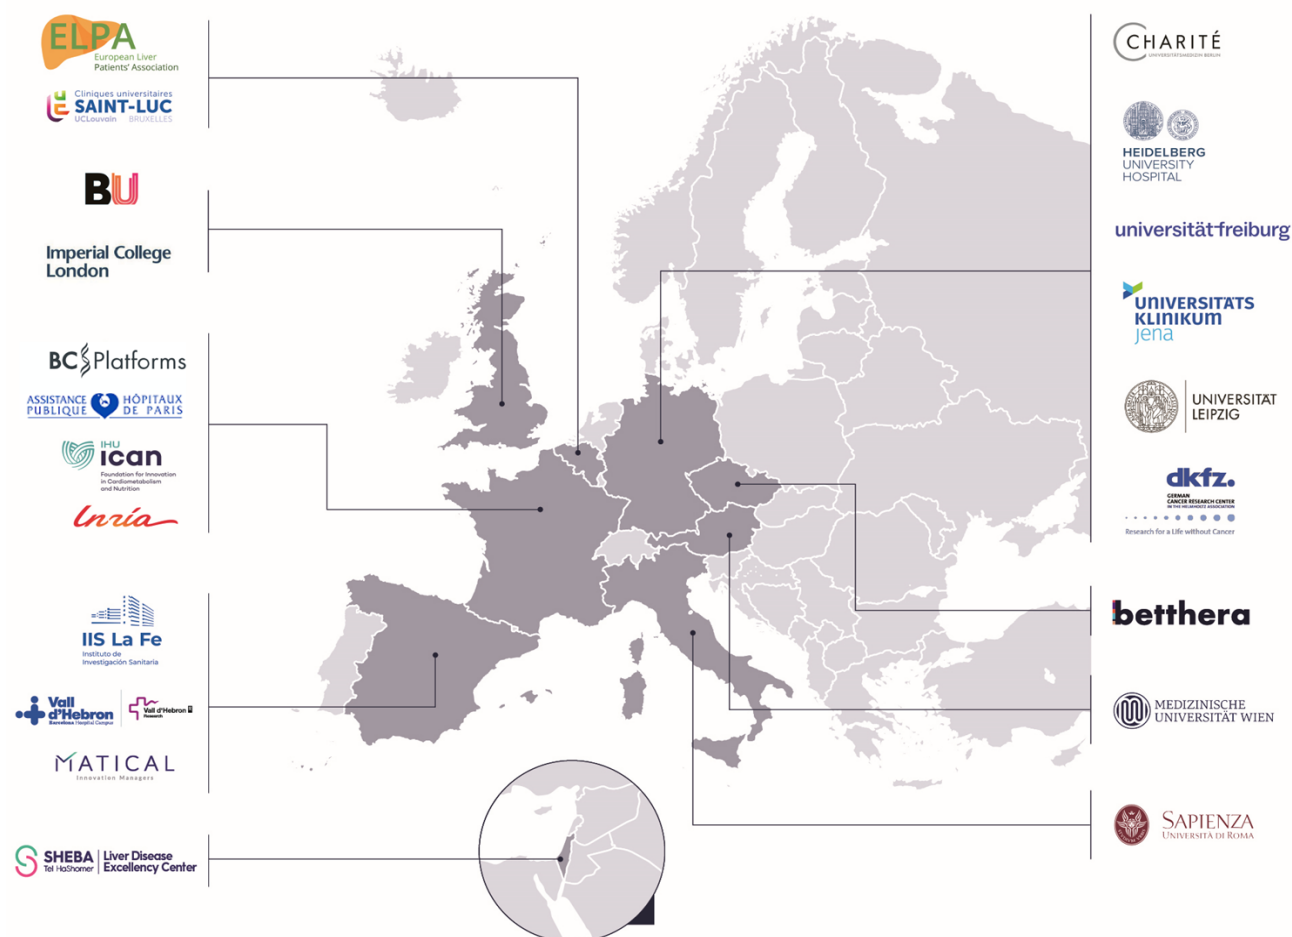 ELPA
European Liver
Patients' Association
Cliniques universitaires
SAINT-LUC
UCLouvain BRUXELLES
BU
Imperial College
London
BC Platforms
ASSISTANCE HÔPITAUX
PUBLIQUE DE PARIS
IHU
ican
Foundation for Innovation
in Cardiometabolism
and Nutrition
Inria
IIS La Fe
Instituto de
Investigación Sanitaria
Vall
d'Hebron
Barcelona Hospital Campus
Vall d'Hebron
Research
MATICAL
Innovation Managers
SHEBA
Tel HaShomer
Liver Disease
Excellency Center
CHARITÉ
UNIVERSITÄTSMEDIZIN BERLIN
HEIDELBERG
UNIVERSITY
HOSPITAL
universität freiburg
UNIVERSITÄTS
KLINIKUM
jena
UNIVERSITÄT
LEIPZIG
dkfz.
GERMAN
CANCER RESEARCH CENTER
IN THE HELMHOLTZ ASSOCIATION
Research for a Life without Cancer
betthera
MEDIZINISCHE
UNIVERSITÄT WIEN
SAPIENZA
UNIVERSITÀ DI ROMA